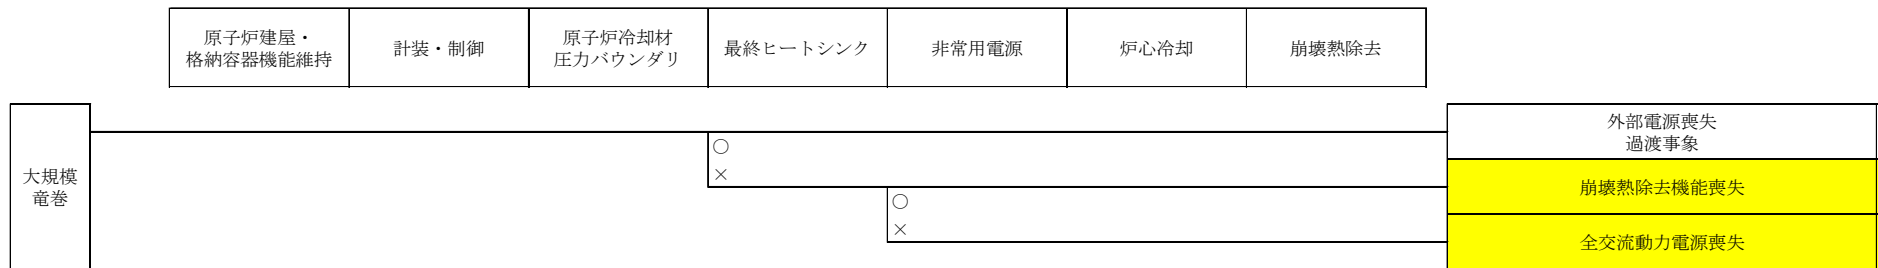 原子炉建屋・
格納容器機能維持
計装・制御
原子炉冷却材
圧力バウンダリ
最終ヒートシンク
非常用電源
炉心冷却
崩壊熱除去
大規模
竜巻
外部電源喪失
過渡事象
○
×
崩壊熱除去機能喪失
○
×
全交流動力電源喪失